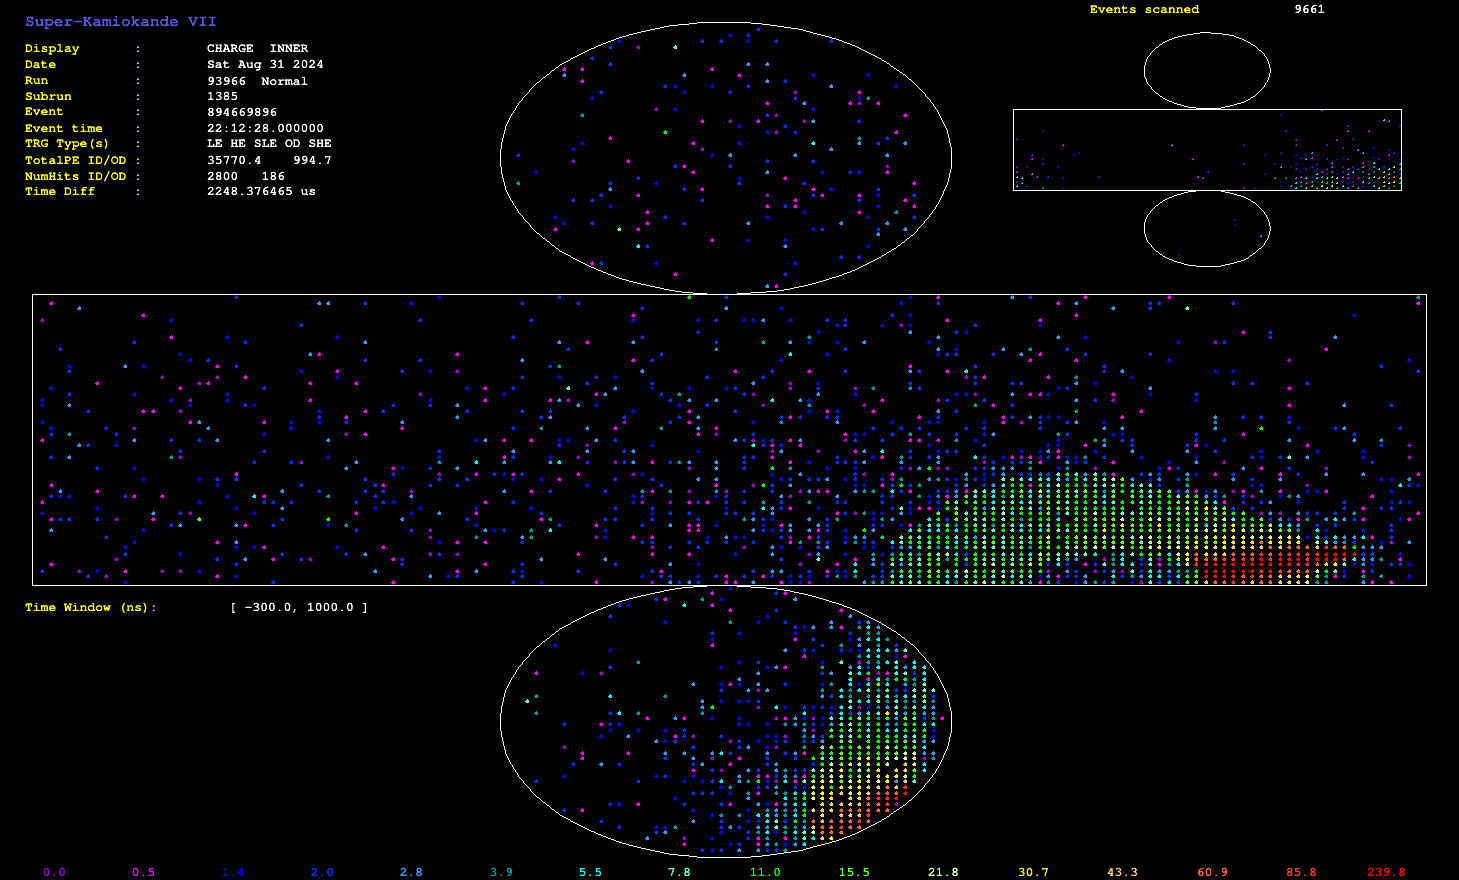 Super-Kamiokande VII
Display : CHARGE INNER
Date : Sat Aug 31 2024
Run : 93966 Normal
Subrun : 1385
Event : 894669896
Event time : 22:12:28.000000
TRG Type(s) : LE HE SLE OD SHE
TotalPE ID/OD : 35770.4 994.7
NumHits ID/OD : 2800 186
Time Diff : 2248.376465 us
Events scanned 9661
Time Window (ns): [ -300.0, 1000.0 ]
0.0 0.5 1.4 2.0 2.8 3.9 5.5 7.8 11.0 15.5 21.8 30.7 43.3 60.9 85.8 239.8